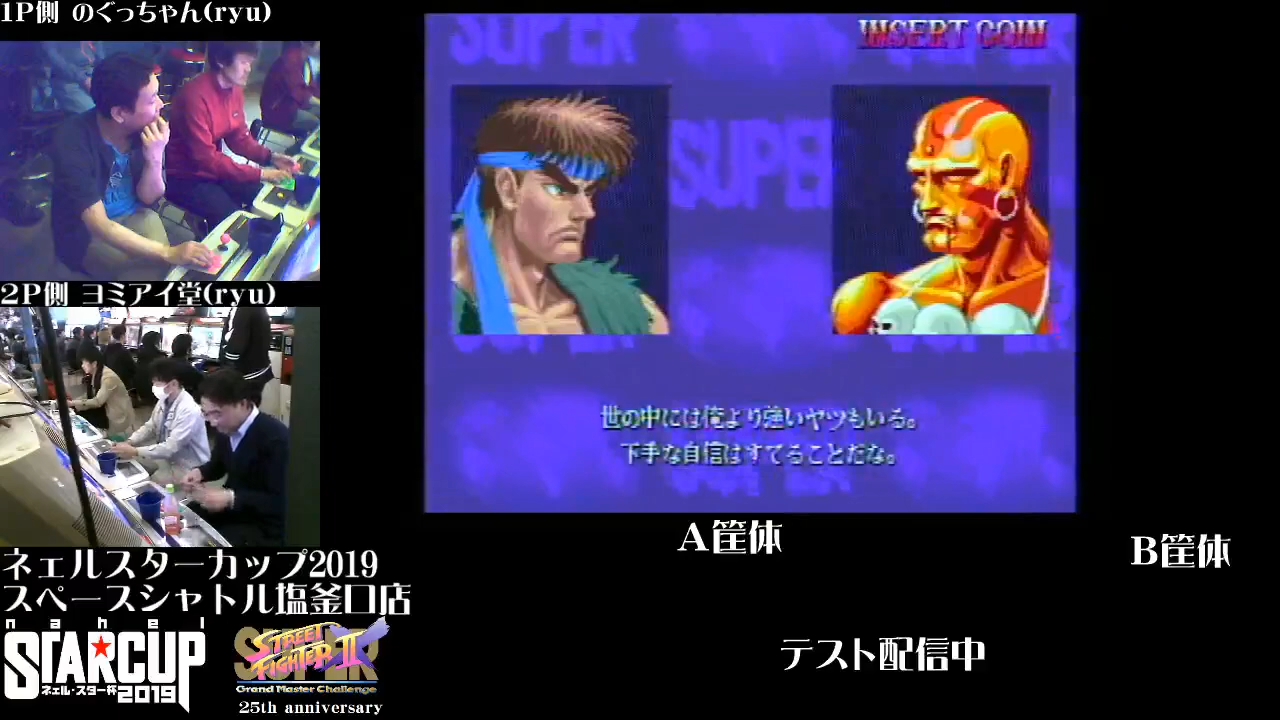 1P側 のぐっちゃん(ryu)
INSERT COIN
SUPER
SUPER
2P側 ヨミアイ堂(ryu)
世の中には俺より強いヤツもいる。
下手な自信はすてることだな。
A筐体
B筐体
ネェルスターカップ2019
スペースシャトル塩釜口店
nahel
STARCUP
ネェル・スター杯2019
SUPER
STREET FIGHTER II X
Grand Master Challenge
25th anniversary
テスト配信中